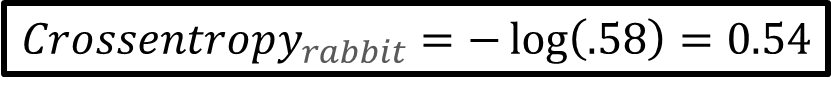 Crossentropy_rabbit = − log(.58) = 0.54